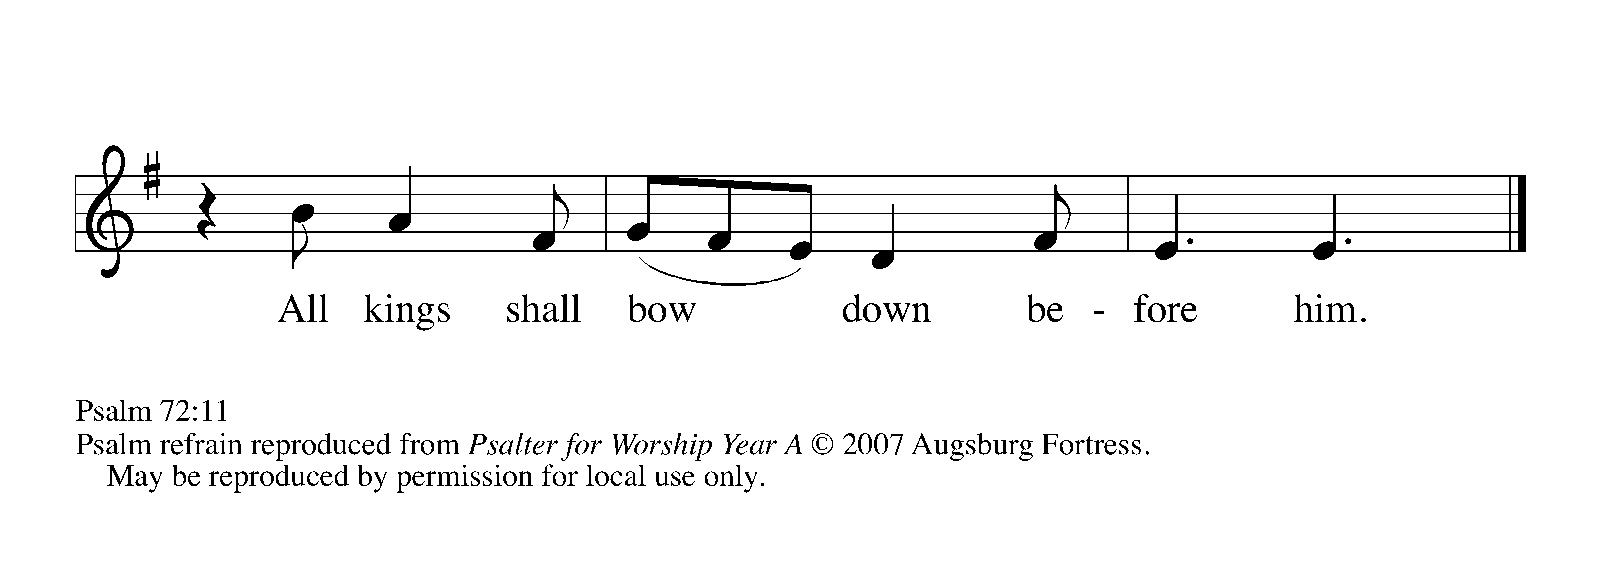 All kings shall bow down be - fore him.
Psalm 72:11
Psalm refrain reproduced from Psalter for Worship Year A © 2007 Augsburg Fortress.
May be reproduced by permission for local use only.